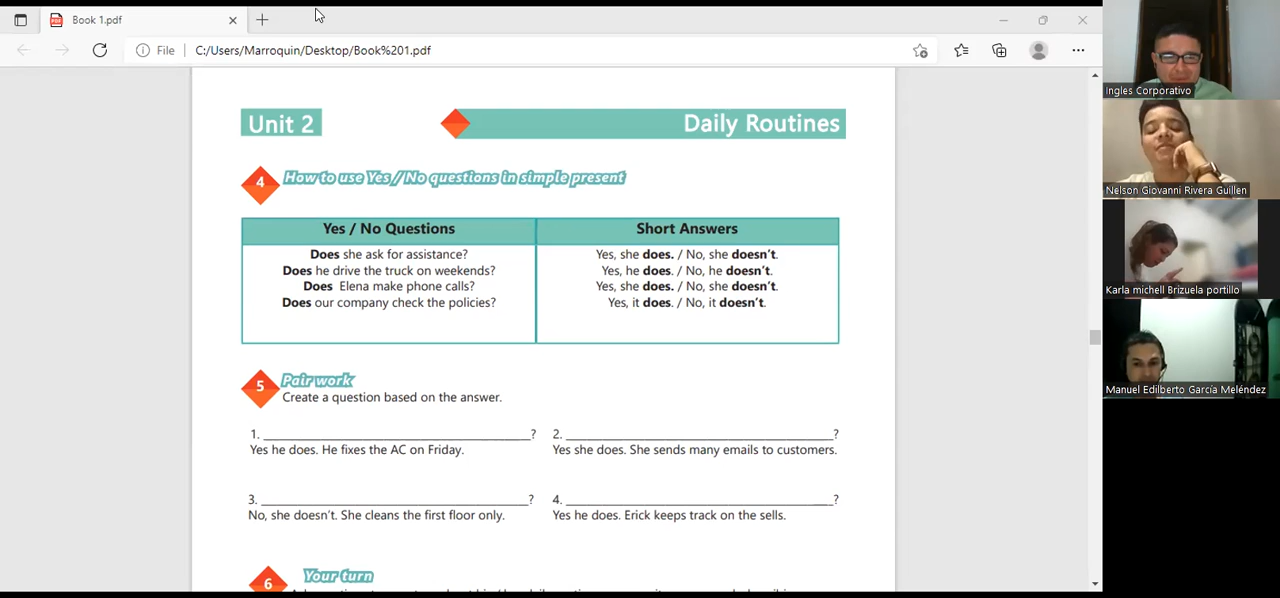 Book 1.pdf
File
C:/Users/Marroquin/Desktop/Book%201.pdf
Unit 2
Daily Routines
4 How to use Yes / No questions in simple present
Yes / No Questions
Short Answers
Does she ask for assistance?
Yes, she does. / No, she doesn't.
Does he drive the truck on weekends?
Yes, he does. / No, he doesn't.
Does Elena make phone calls?
Yes, she does. / No, she doesn't.
Does our company check the policies?
Yes, it does. / No, it doesn't.
5 Pair work
Create a question based on the answer.
1. ______________________________?
2. ______________________________?
Yes he does. He fixes the AC on Friday.
Yes she does. She sends many emails to customers.
3. ______________________________?
4. ______________________________?
No, she doesn't. She cleans the first floor only.
Yes he does. Erick keeps track on the sells.
6 Your turn
Ingles Corporativo
Nelson Giovanni Rivera Guillen
Karla michell Brizuela portillo
Manuel Edilberto García Meléndez